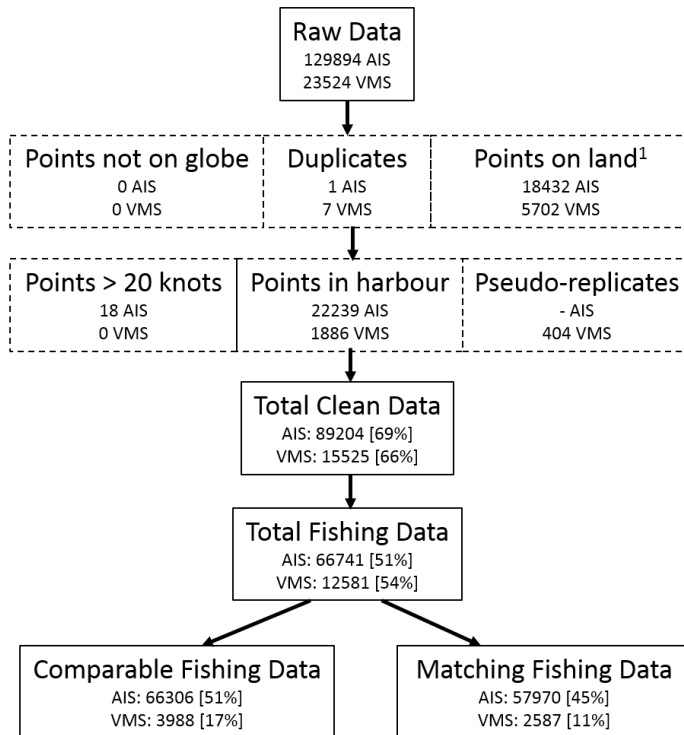 Raw Data
129894 AIS
23524 VMS
Points not on globe
0 AIS
0 VMS
Duplicates
1 AIS
7 VMS
Points on land1
18432 AIS
5702 VMS
Points > 20 knots
18 AIS
0 VMS
Points in harbour
22239 AIS
1886 VMS
Pseudo-replicates
- AIS
404 VMS
Total Clean Data
AIS: 89204 [69%]
VMS: 15525 [66%]
Total Fishing Data
AIS: 66741 [51%]
VMS: 12581 [54%]
Comparable Fishing Data
AIS: 66306 [51%]
VMS: 3988 [17%]
Matching Fishing Data
AIS: 57970 [45%]
VMS: 2587 [11%]